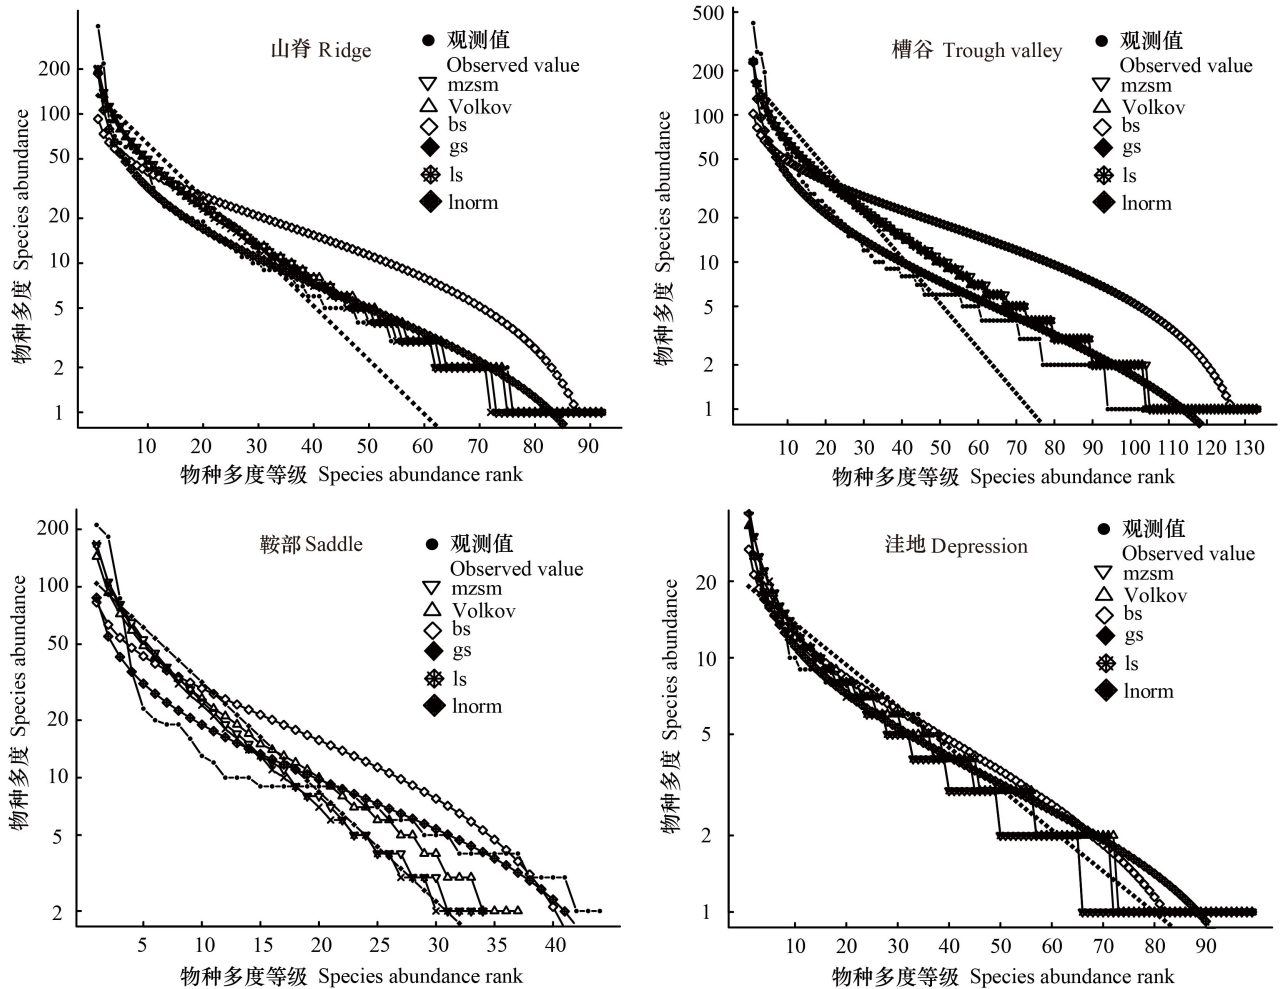 山脊 Ridge
观测值
Observed value
mzsm
Volkov
bs
gs
ls
lnorm
物种多度 Species abundance
200
100
50
20
10
5
2
1
10 20 30 40 50 60 70 80 90
物种多度等级 Species abundance rank
槽谷 Trough valley
观测值
Observed value
mzsm
Volkov
bs
gs
ls
lnorm
物种多度 Species abundance
500
200
100
50
20
10
5
2
1
10 20 30 40 50 60 70 80 90 100 110 120 130
物种多度等级 Species abundance rank
鞍部 Saddle
观测值
Observed value
mzsm
Volkov
bs
gs
ls
lnorm
物种多度 Species abundance
200
100
50
20
10
5
2
5 10 15 20 25 30 35 40
物种多度等级 Species abundance rank
洼地 Depression
观测值
Observed value
mzsm
Volkov
bs
gs
ls
lnorm
物种多度 Species abundance
20
10
5
2
1
10 20 30 40 50 60 70 80 90
物种多度等级 Species abundance rank